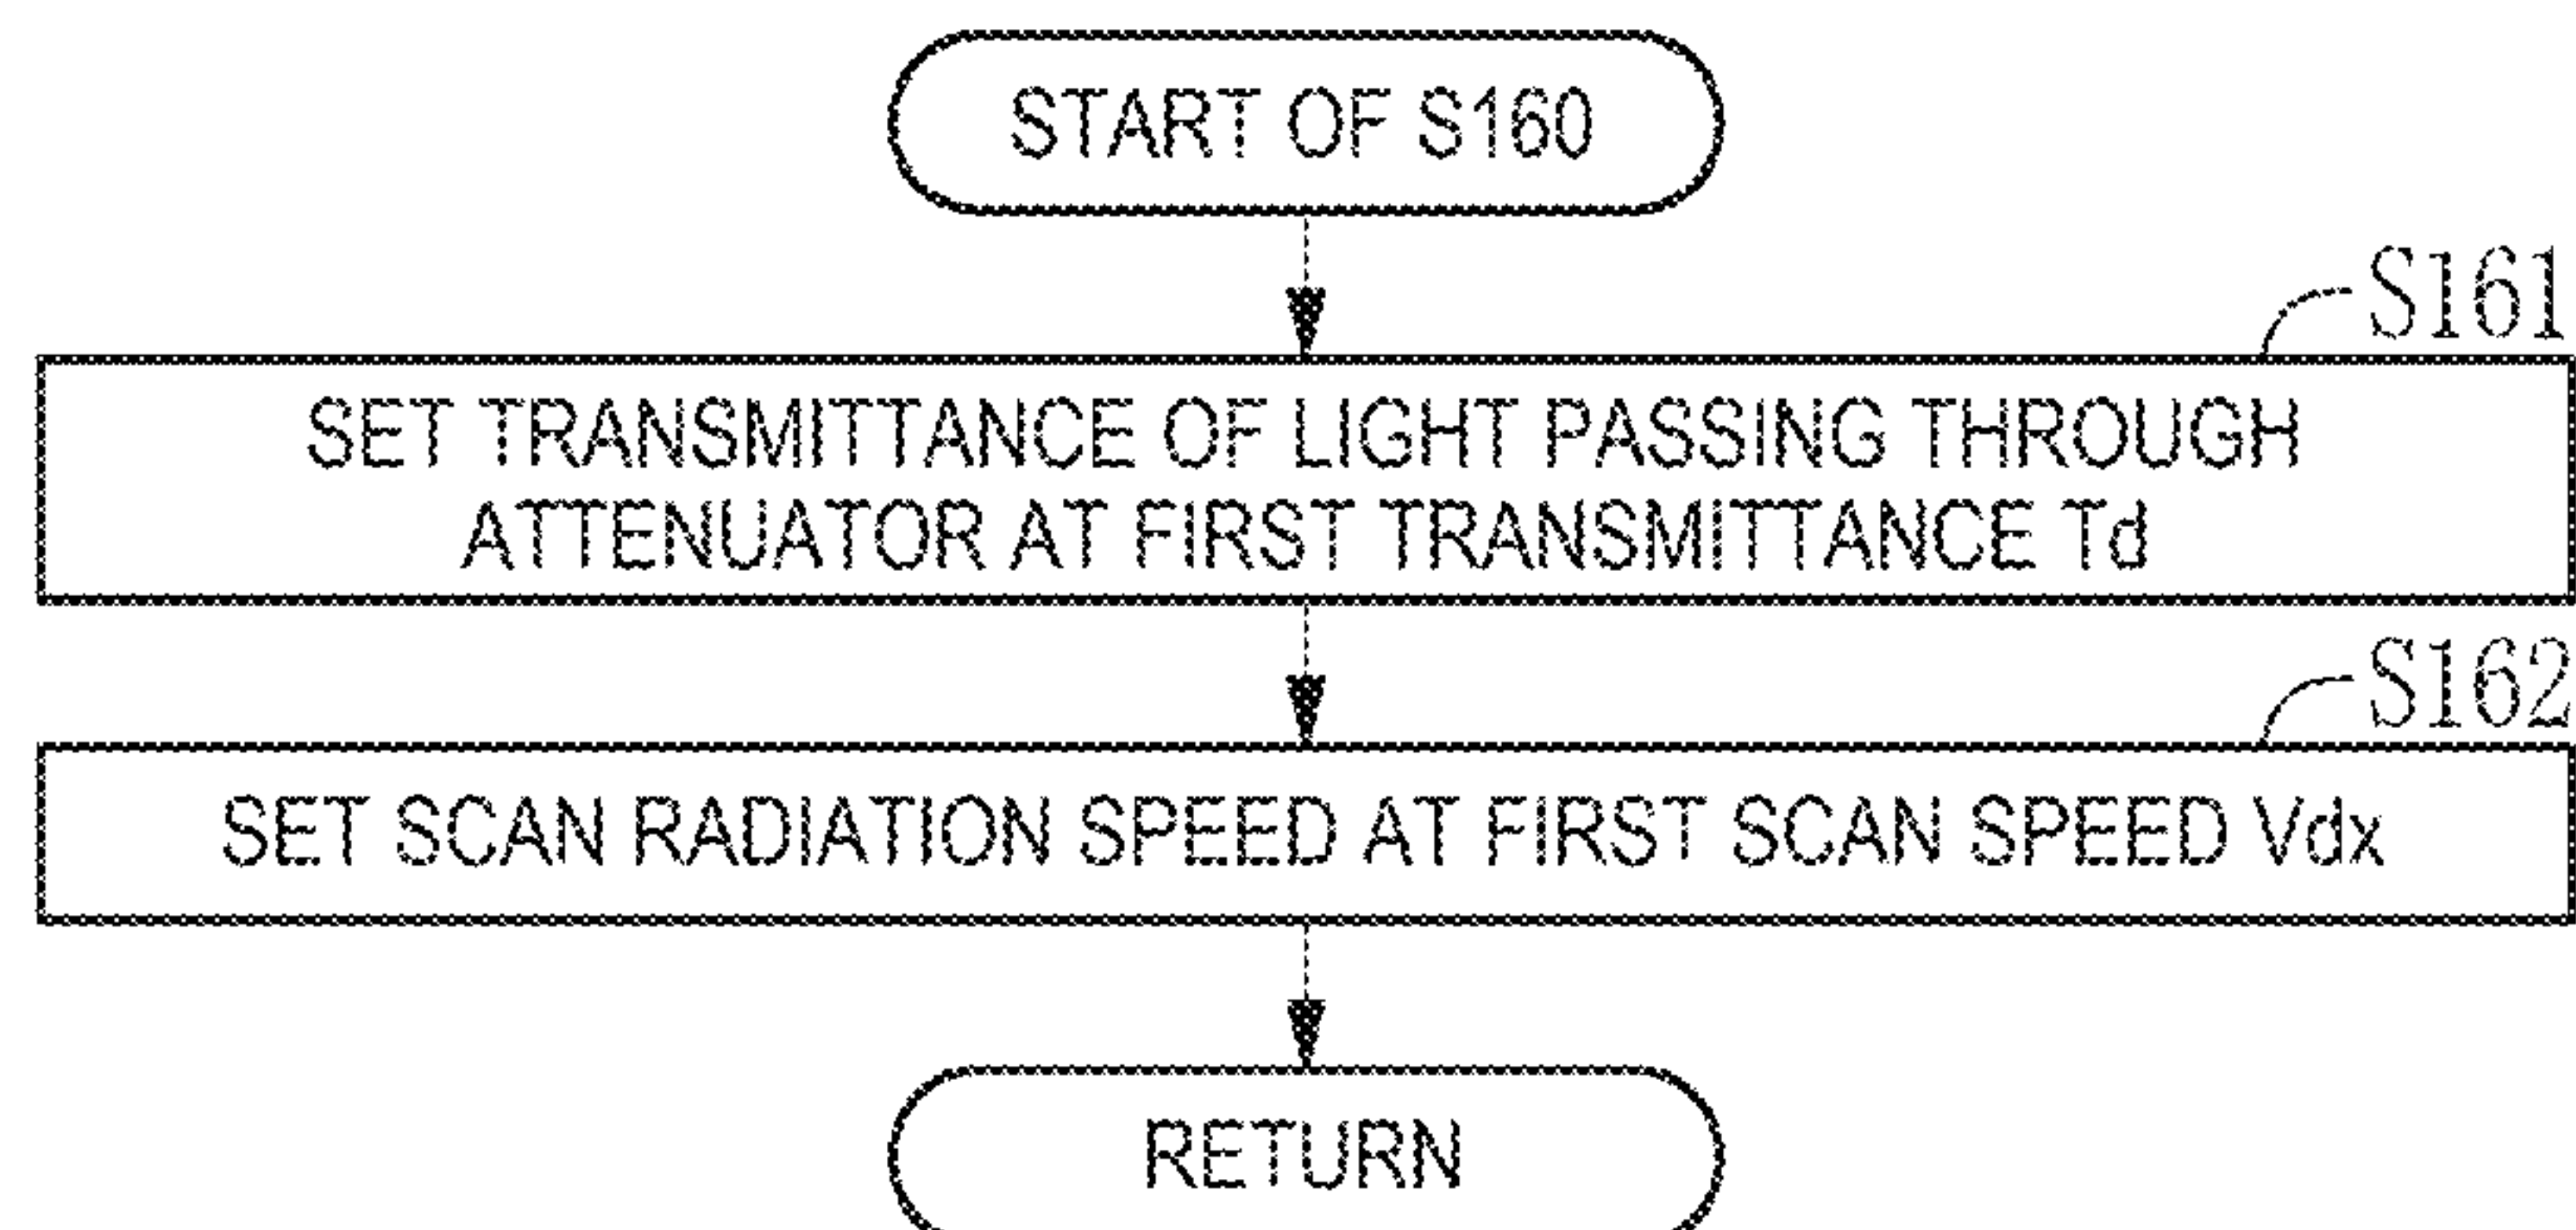 START OF S160
S161
SET TRANSMITTANCE OF LIGHT PASSING THROUGH
ATTENUATOR AT FIRST TRANSMITTANCE Td
S162
SET SCAN RADIATION SPEED AT FIRST SCAN SPEED Vdx
RETURN